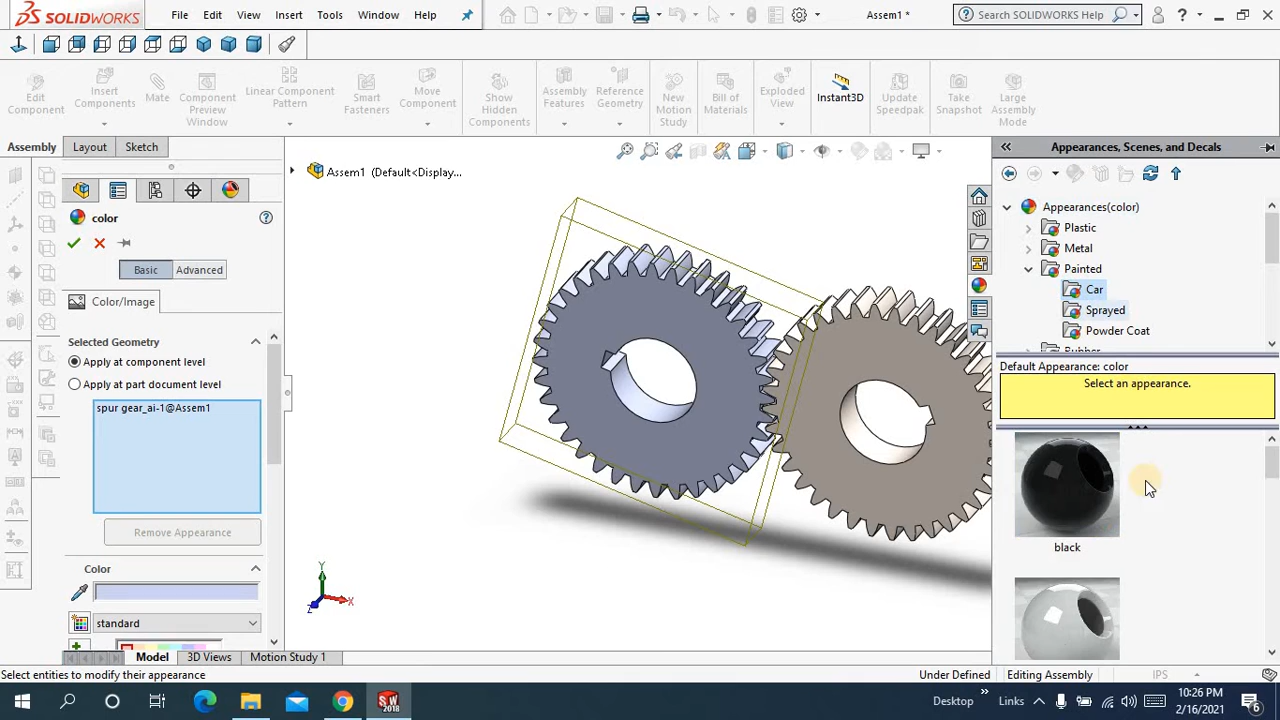 DS SOLIDWORKS File Edit View Insert Tools Window Help Assem1 * Search SOLIDWORKS Help ?
Edit Component
Insert Components
Mate
Component Preview Window
Linear Component Pattern
Smart Fasteners
Move Component
Show Hidden Components
Assembly Features
Reference Geometry
New Motion Study
Bill of Materials
Exploded View
Instant3D
Update Speedpak
Take Snapshot
Large Assembly Mode
Assembly Layout Sketch
Appearances, Scenes, and Decals
Assem1 (Default<Display...
color ?
Basic Advanced
Color/Image
Selected Geometry
Apply at component level
Apply at part document level
spur gear_ai-1@Assem1
Remove Appearance
Color
standard
Y
X
Z
Appearances(color)
Plastic
Metal
Painted
Car
Sprayed
Powder Coat
Rubber
Default Appearance: color
Select an appearance.
black
Model 3D Views Motion Study 1
Select entities to modify their appearance Under Defined Editing Assembly IPS
SW 2018
Desktop Links 10:26 PM
2/16/2021
6